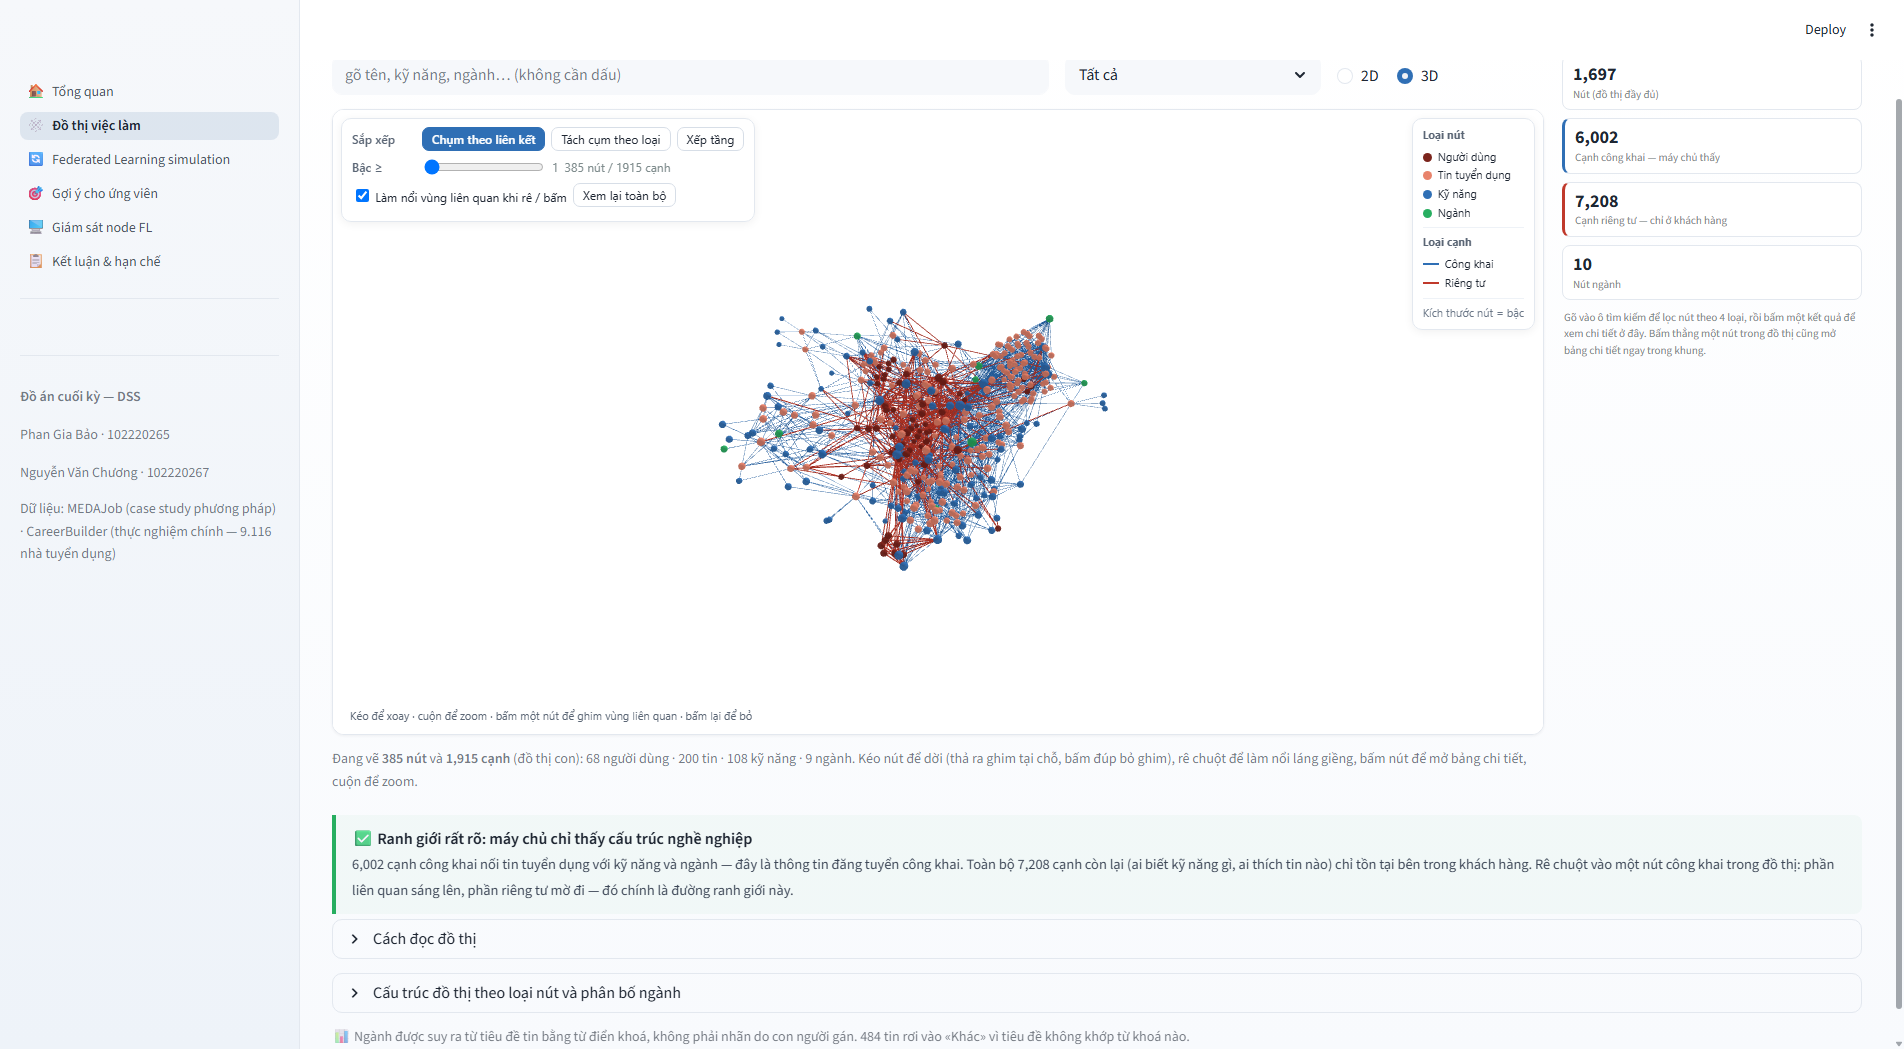 Deploy
Tổng quan
Đồ thị việc làm
Federated Learning simulation
Gợi ý cho ứng viên
Giám sát node FL
Kết luận & hạn chế
Đồ án cuối kỳ — DSS
Phan Gia Bảo · 102220265
Nguyễn Văn Chương · 102220267
Dữ liệu: MEDAJob (case study phương pháp)
· CareerBuilder (thực nghiệm chính — 9.116
nhà tuyển dụng)
gõ tên, kỹ năng, ngành… (không cần dấu)
Tất cả
2D
3D
Sắp xếp
Chụm theo liên kết
Tách cụm theo loại
Xếp tầng
Bậc ≥
1 385 nút / 1915 cạnh
Làm nổi vùng liên quan khi rê / bấm
Xem lại toàn bộ
Loại nút
Người dùng
Tin tuyển dụng
Kỹ năng
Ngành
Loại cạnh
Công khai
Riêng tư
Kích thước nút = bậc
Kéo để xoay · cuộn để zoom · bấm một nút để ghim vùng liên quan · bấm lại để bỏ
1,697
Nút (đồ thị đầy đủ)
6,002
Cạnh công khai — máy chủ thấy
7,208
Cạnh riêng tư — chỉ ở khách hàng
10
Nút ngành
Gõ vào ô tìm kiếm để lọc nút theo 4 loại, rồi bấm một kết quả để
xem chi tiết ở đây. Bấm thẳng một nút trong đồ thị cũng mở
bảng chi tiết ngay trong khung.
Đang vẽ 385 nút và 1,915 cạnh (đồ thị con): 68 người dùng · 200 tin · 108 kỹ năng · 9 ngành. Kéo nút để dời (thả ra ghim tại chỗ, bấm đúp bỏ ghim), rê chuột để làm nổi láng giềng, bấm nút để mở bảng chi tiết,
cuộn để zoom.
Ranh giới rất rõ: máy chủ chỉ thấy cấu trúc nghề nghiệp
6,002 cạnh công khai nối tin tuyển dụng với kỹ năng và ngành — đây là thông tin đăng tuyển công khai. Toàn bộ 7,208 cạnh còn lại (ai biết kỹ năng gì, ai thích tin nào) chỉ tồn tại bên trong khách hàng. Rê chuột vào một nút công khai trong đồ thị: phần
liên quan sáng lên, phần riêng tư mờ đi — đó chính là đường ranh giới này.
Cách đọc đồ thị
Cấu trúc đồ thị theo loại nút và phân bố ngành
Ngành được suy ra từ tiêu đề tin bằng từ điển khoá, không phải nhãn do con người gán. 484 tin rơi vào «Khác» vì tiêu đề không khớp từ khoá nào.